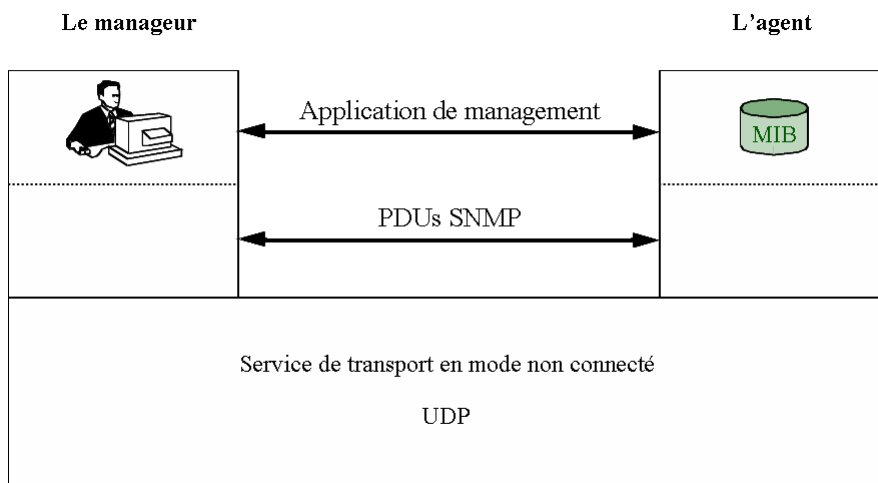 Le manageur
L’agent
Application de management
MIB
PDUs SNMP
Service de transport en mode non connecté
UDP